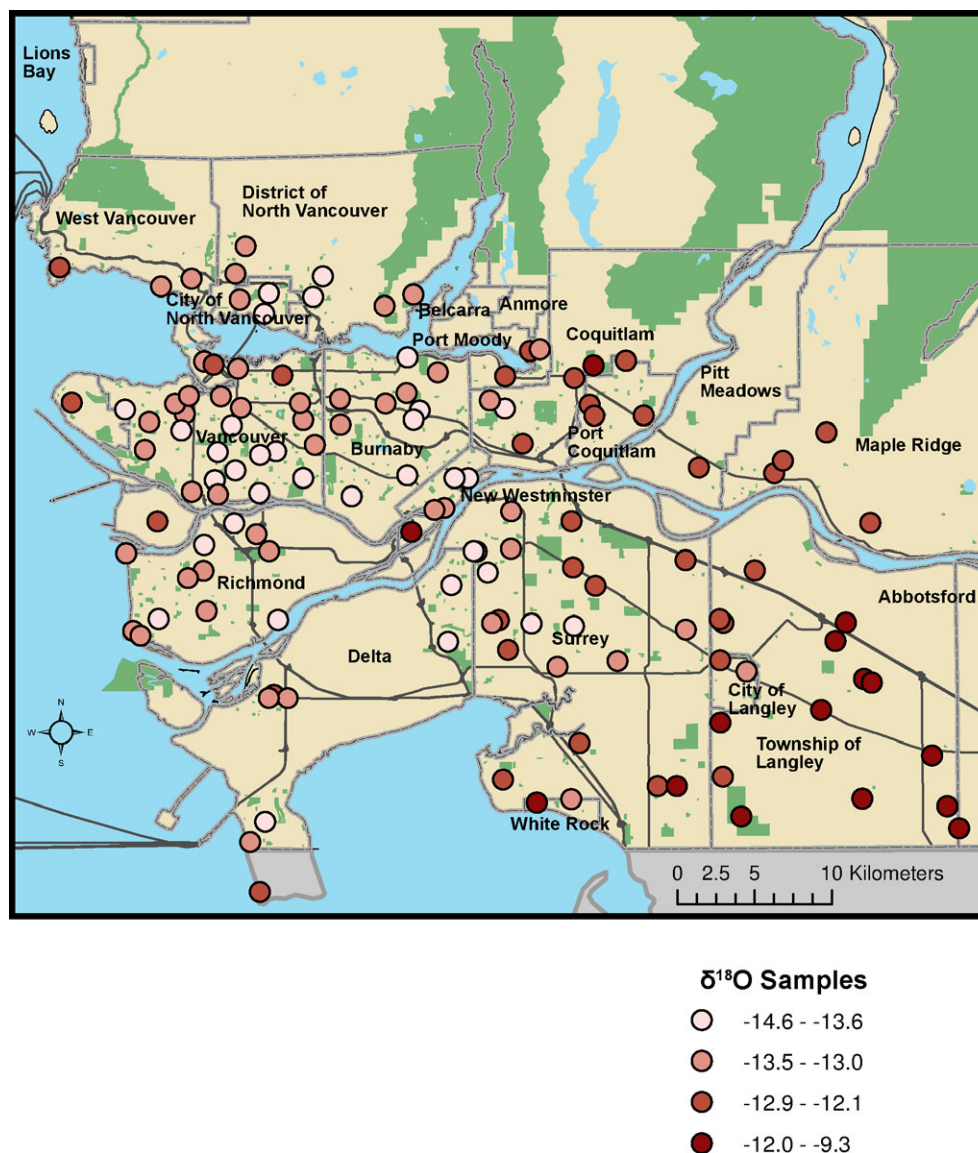 Lions
Bay
District of
North Vancouver
West Vancouver
City of
North Vancouver
Belcarra
Anmore
Port Moody
Coquitlam
Pitt
Meadows
Maple Ridge
Vancouver
Burnaby
Port
Coquitlam
New Westminster
Richmond
Abbotsford
Surrey
Delta
City of
Langley
Township of
Langley
White Rock
N
W
E
S
0 2.5 5 10 Kilometers
δ¹⁸O Samples
-14.6 - -13.6
-13.5 - -13.0
-12.9 - -12.1
-12.0 - -9.3